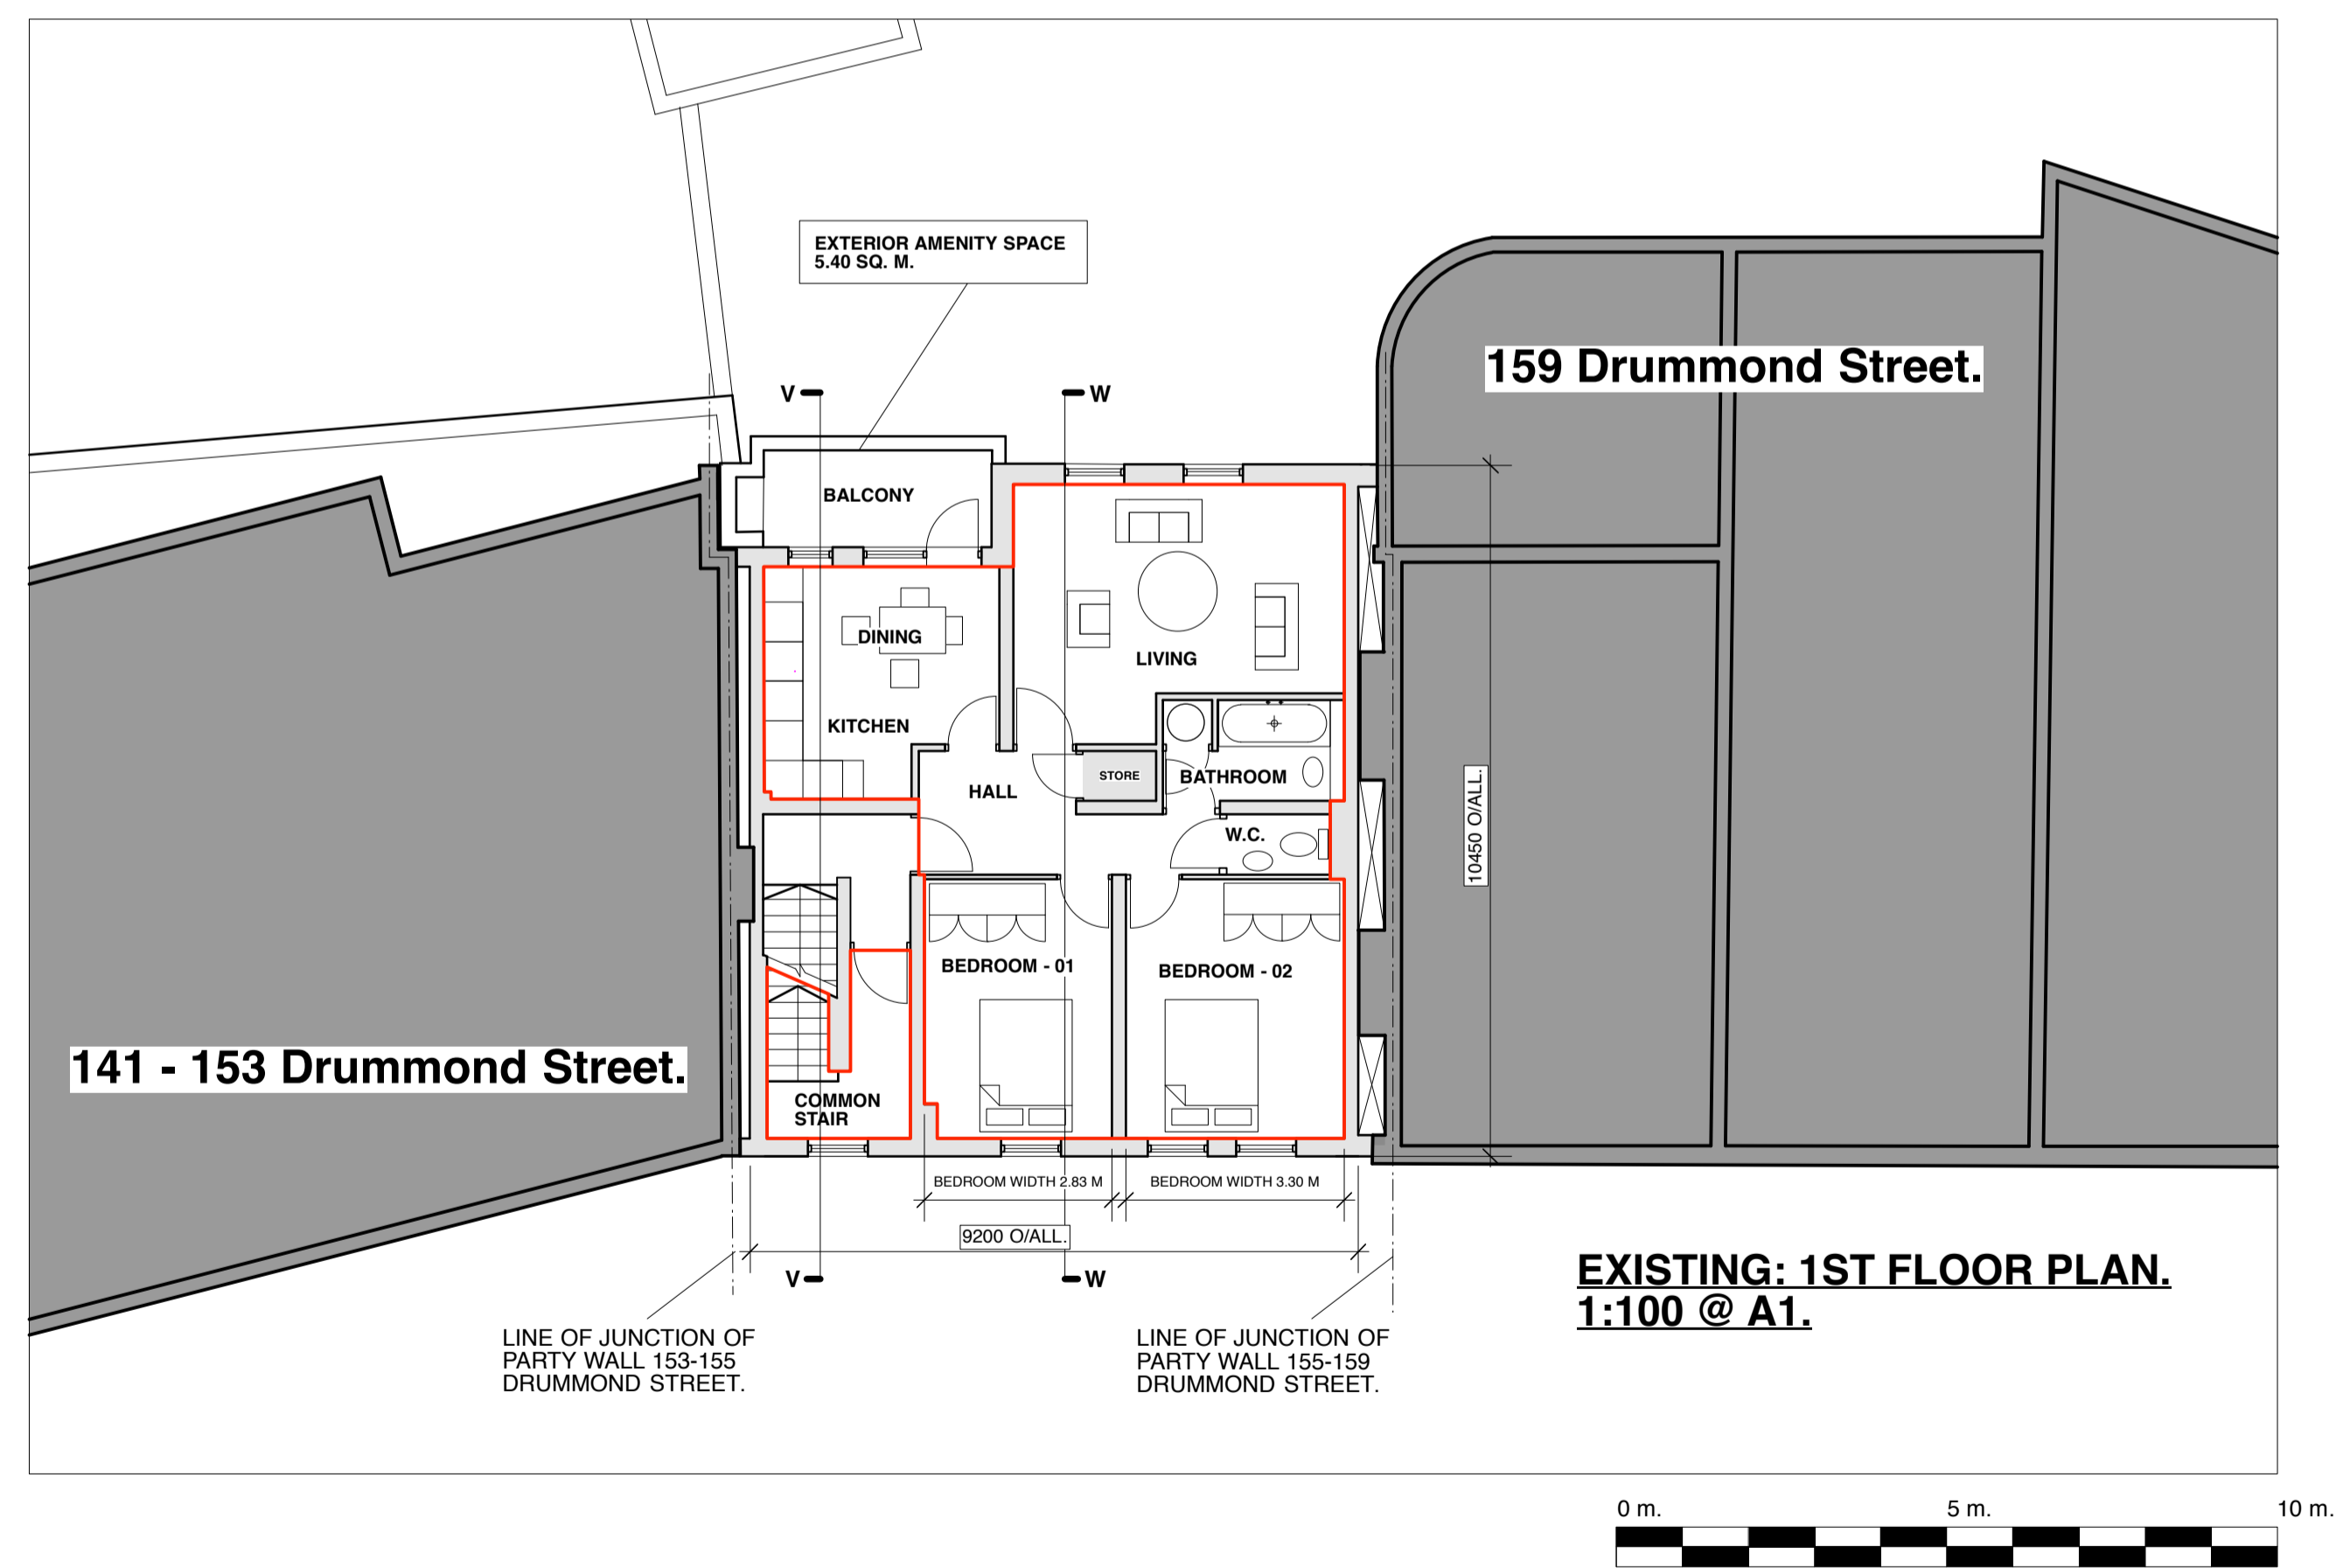 EXTERIOR AMENITY SPACE
5.40 SQ. M.
159 Drummond Street.
V
W
BALCONY
DINING
LIVING
KITCHEN
STORE
BATHROOM
HALL
10450 O/ALL.
W.C.
BEDROOM - 01
BEDROOM - 02
141 - 153 Drummond Street.
COMMON
STAIR
BEDROOM WIDTH 2.83 M
BEDROOM WIDTH 3.30 M
9200 O/ALL.
V
W
EXISTING: 1ST FLOOR PLAN.
1:100 @ A1.
LINE OF JUNCTION OF
PARTY WALL 153-155
DRUMMOND STREET.
LINE OF JUNCTION OF
PARTY WALL 155-159
DRUMMOND STREET.
0 m.
5 m.
10 m.